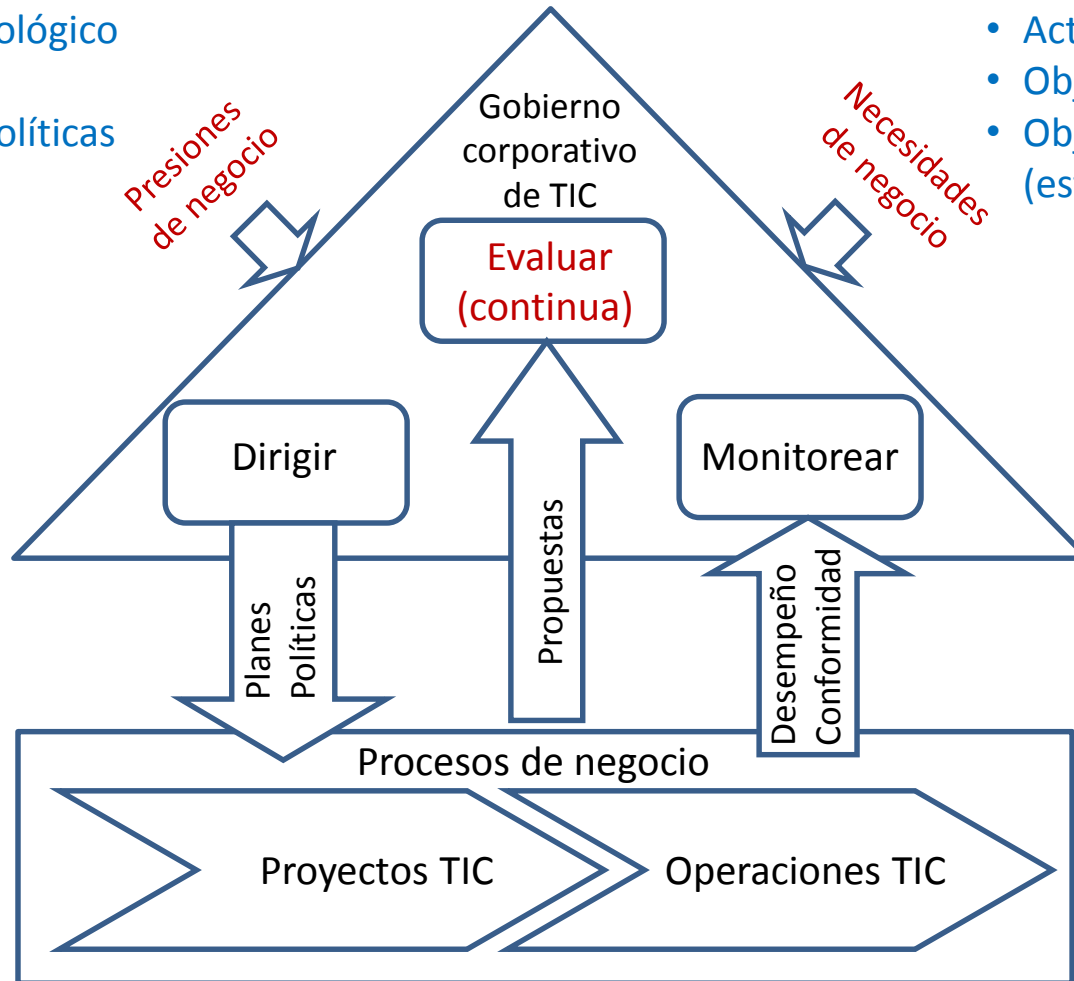 ológico
olíticas
• Act
• Obj
• Obj
(es
Presiones
de negocio
Necesidades
de negocio
Gobierno
corporativo
de TIC
Evaluar
(continua)
Dirigir
Monitorear
Planes
Políticas
Propuestas
Desempeño
Conformidad
Procesos de negocio
Proyectos TIC
Operaciones TIC